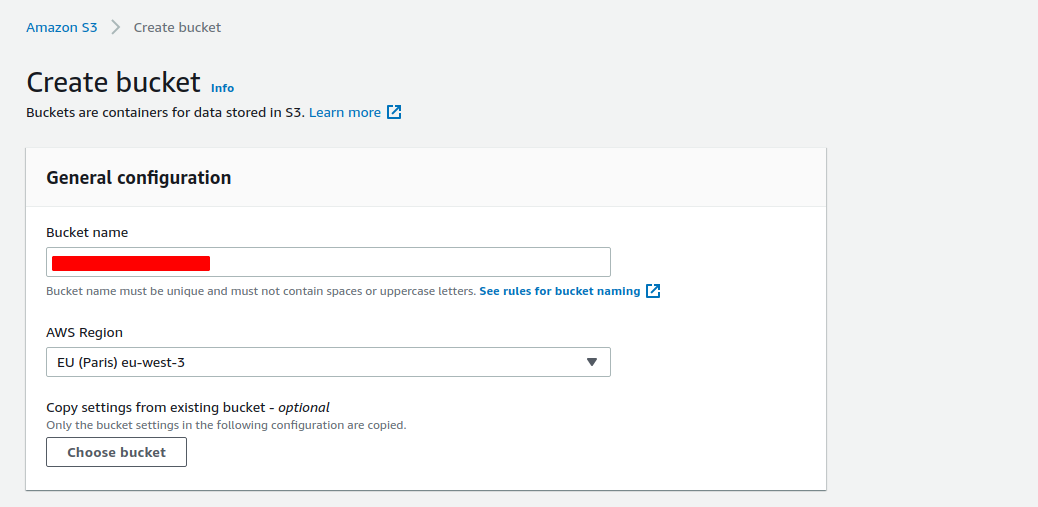 Amazon S3 > Create bucket
Create bucket Info
Buckets are containers for data stored in S3. Learn more
General configuration
Bucket name
Bucket name must be unique and must not contain spaces or uppercase letters. See rules for bucket naming
AWS Region
EU (Paris) eu-west-3
Copy settings from existing bucket - optional
Only the bucket settings in the following configuration are copied.
Choose bucket